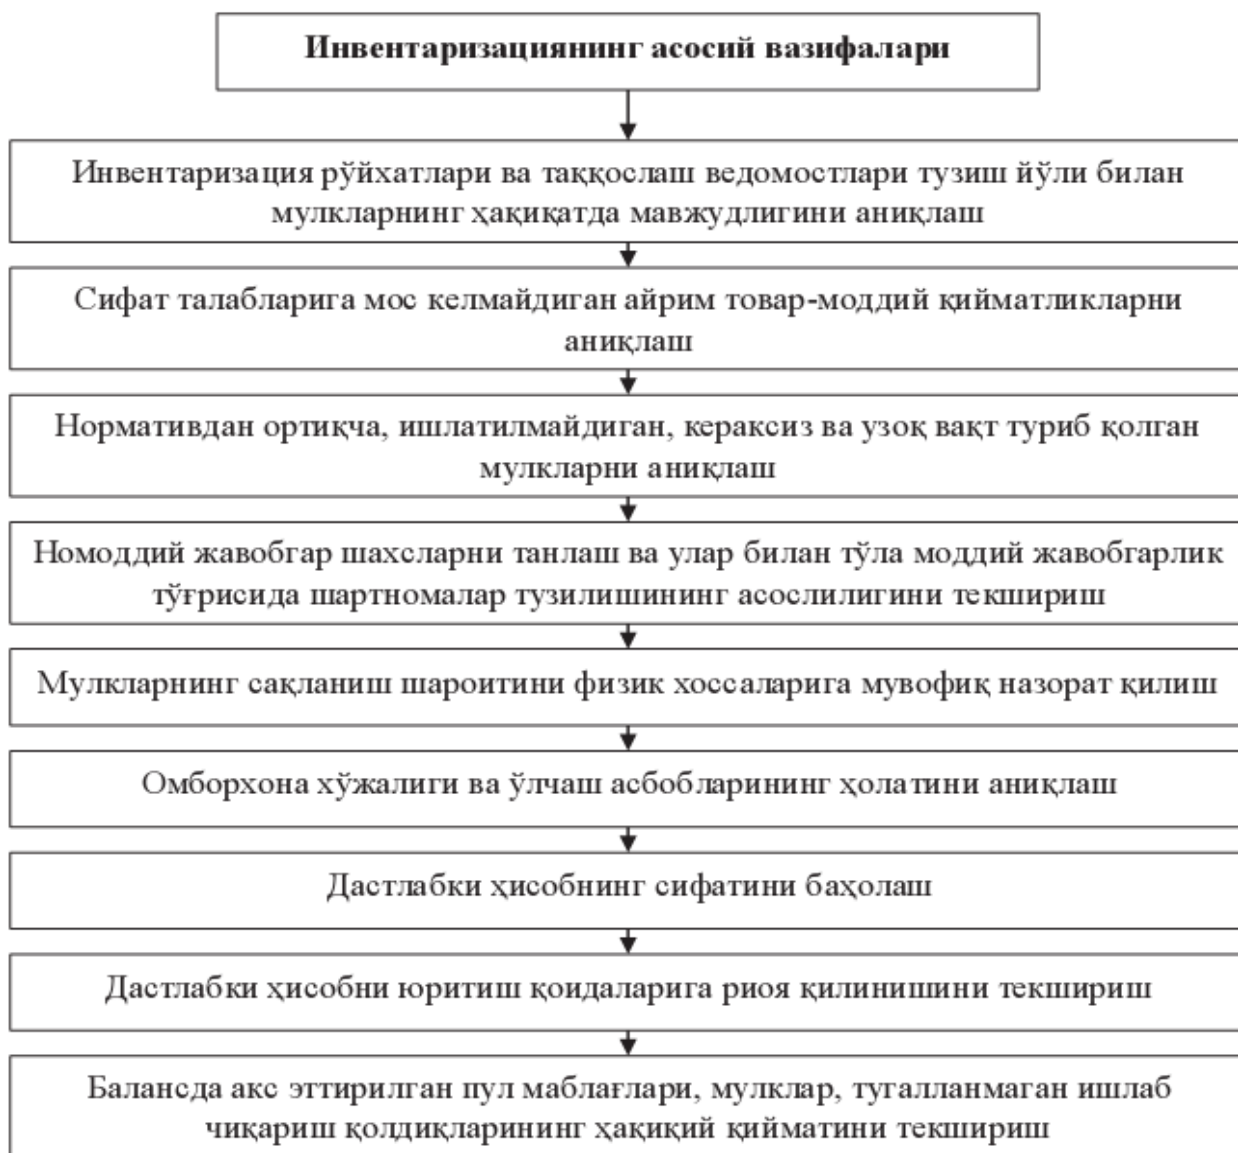 Инвентаризациянинг асосий вазифалари
Инвентаризация рўйхатлари ва таққослаш ведомостлари тузиш йўли билан
мулкларнинг ҳақиқатда мавжудлигини аниқлаш
Сифат талабларига мос келмайдиган айрим товар-моддий қийматликларни
аниқлаш
Нормативдан ортиқча, ишлатилмайдиган, кераксиз ва узоқ вақт туриб қолган
мулкларни аниқлаш
Номоддий жавобгар шахсларни танлаш ва улар билан тўла моддий жавобгарлик
тўғрисида шартномалар тузилишининг асослилигини текшириш
Мулкларнинг сақланиш шароитини физик хоссаларига мувофиқ назорат қилиш
Омборхона хўжалиги ва ўлчаш асбобларининг ҳолатини аниқлаш
Дастлабки ҳисобнинг сифатини баҳолаш
Дастлабки ҳисобни юритиш қоидаларига риоя қилинишини текшириш
Балансда акс эттирилган пул маблағлари, мулклар, тугалланмаган ишлаб
чиқариш қолдиқларининг ҳақиқий қийматини текшириш